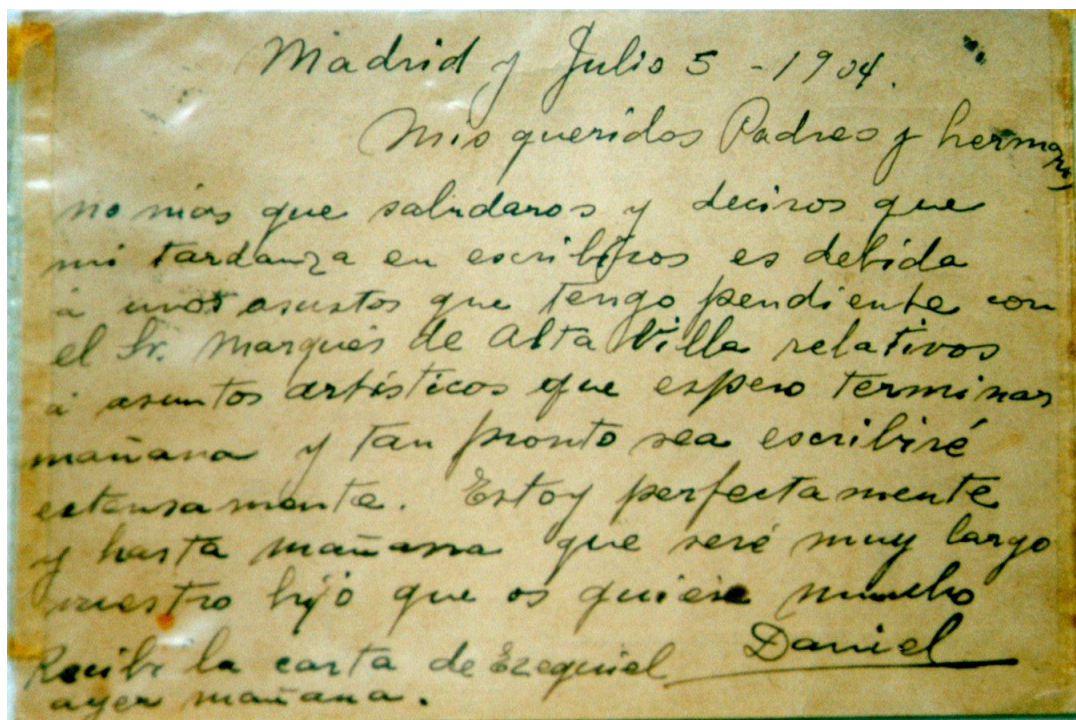 Madrid y Julio 5 - 1904.
Mis queridos Padres y hermanos
no mas que saludaros y deciros que
mi tardanza en escribiros es debida
á unos asuntos que tengo pendiente con
el Sr. Marqués de Alta Villa relativos
á asuntos artísticos que espero terminar
mañana y tan pronto sea escribiré
extensamente. Estoy perfectamente
y hasta mañana que seré muy largo
vuestro hijo que os quiere mucho
Daniel
Recibí la carta de Ezequiel
ayer mañana.